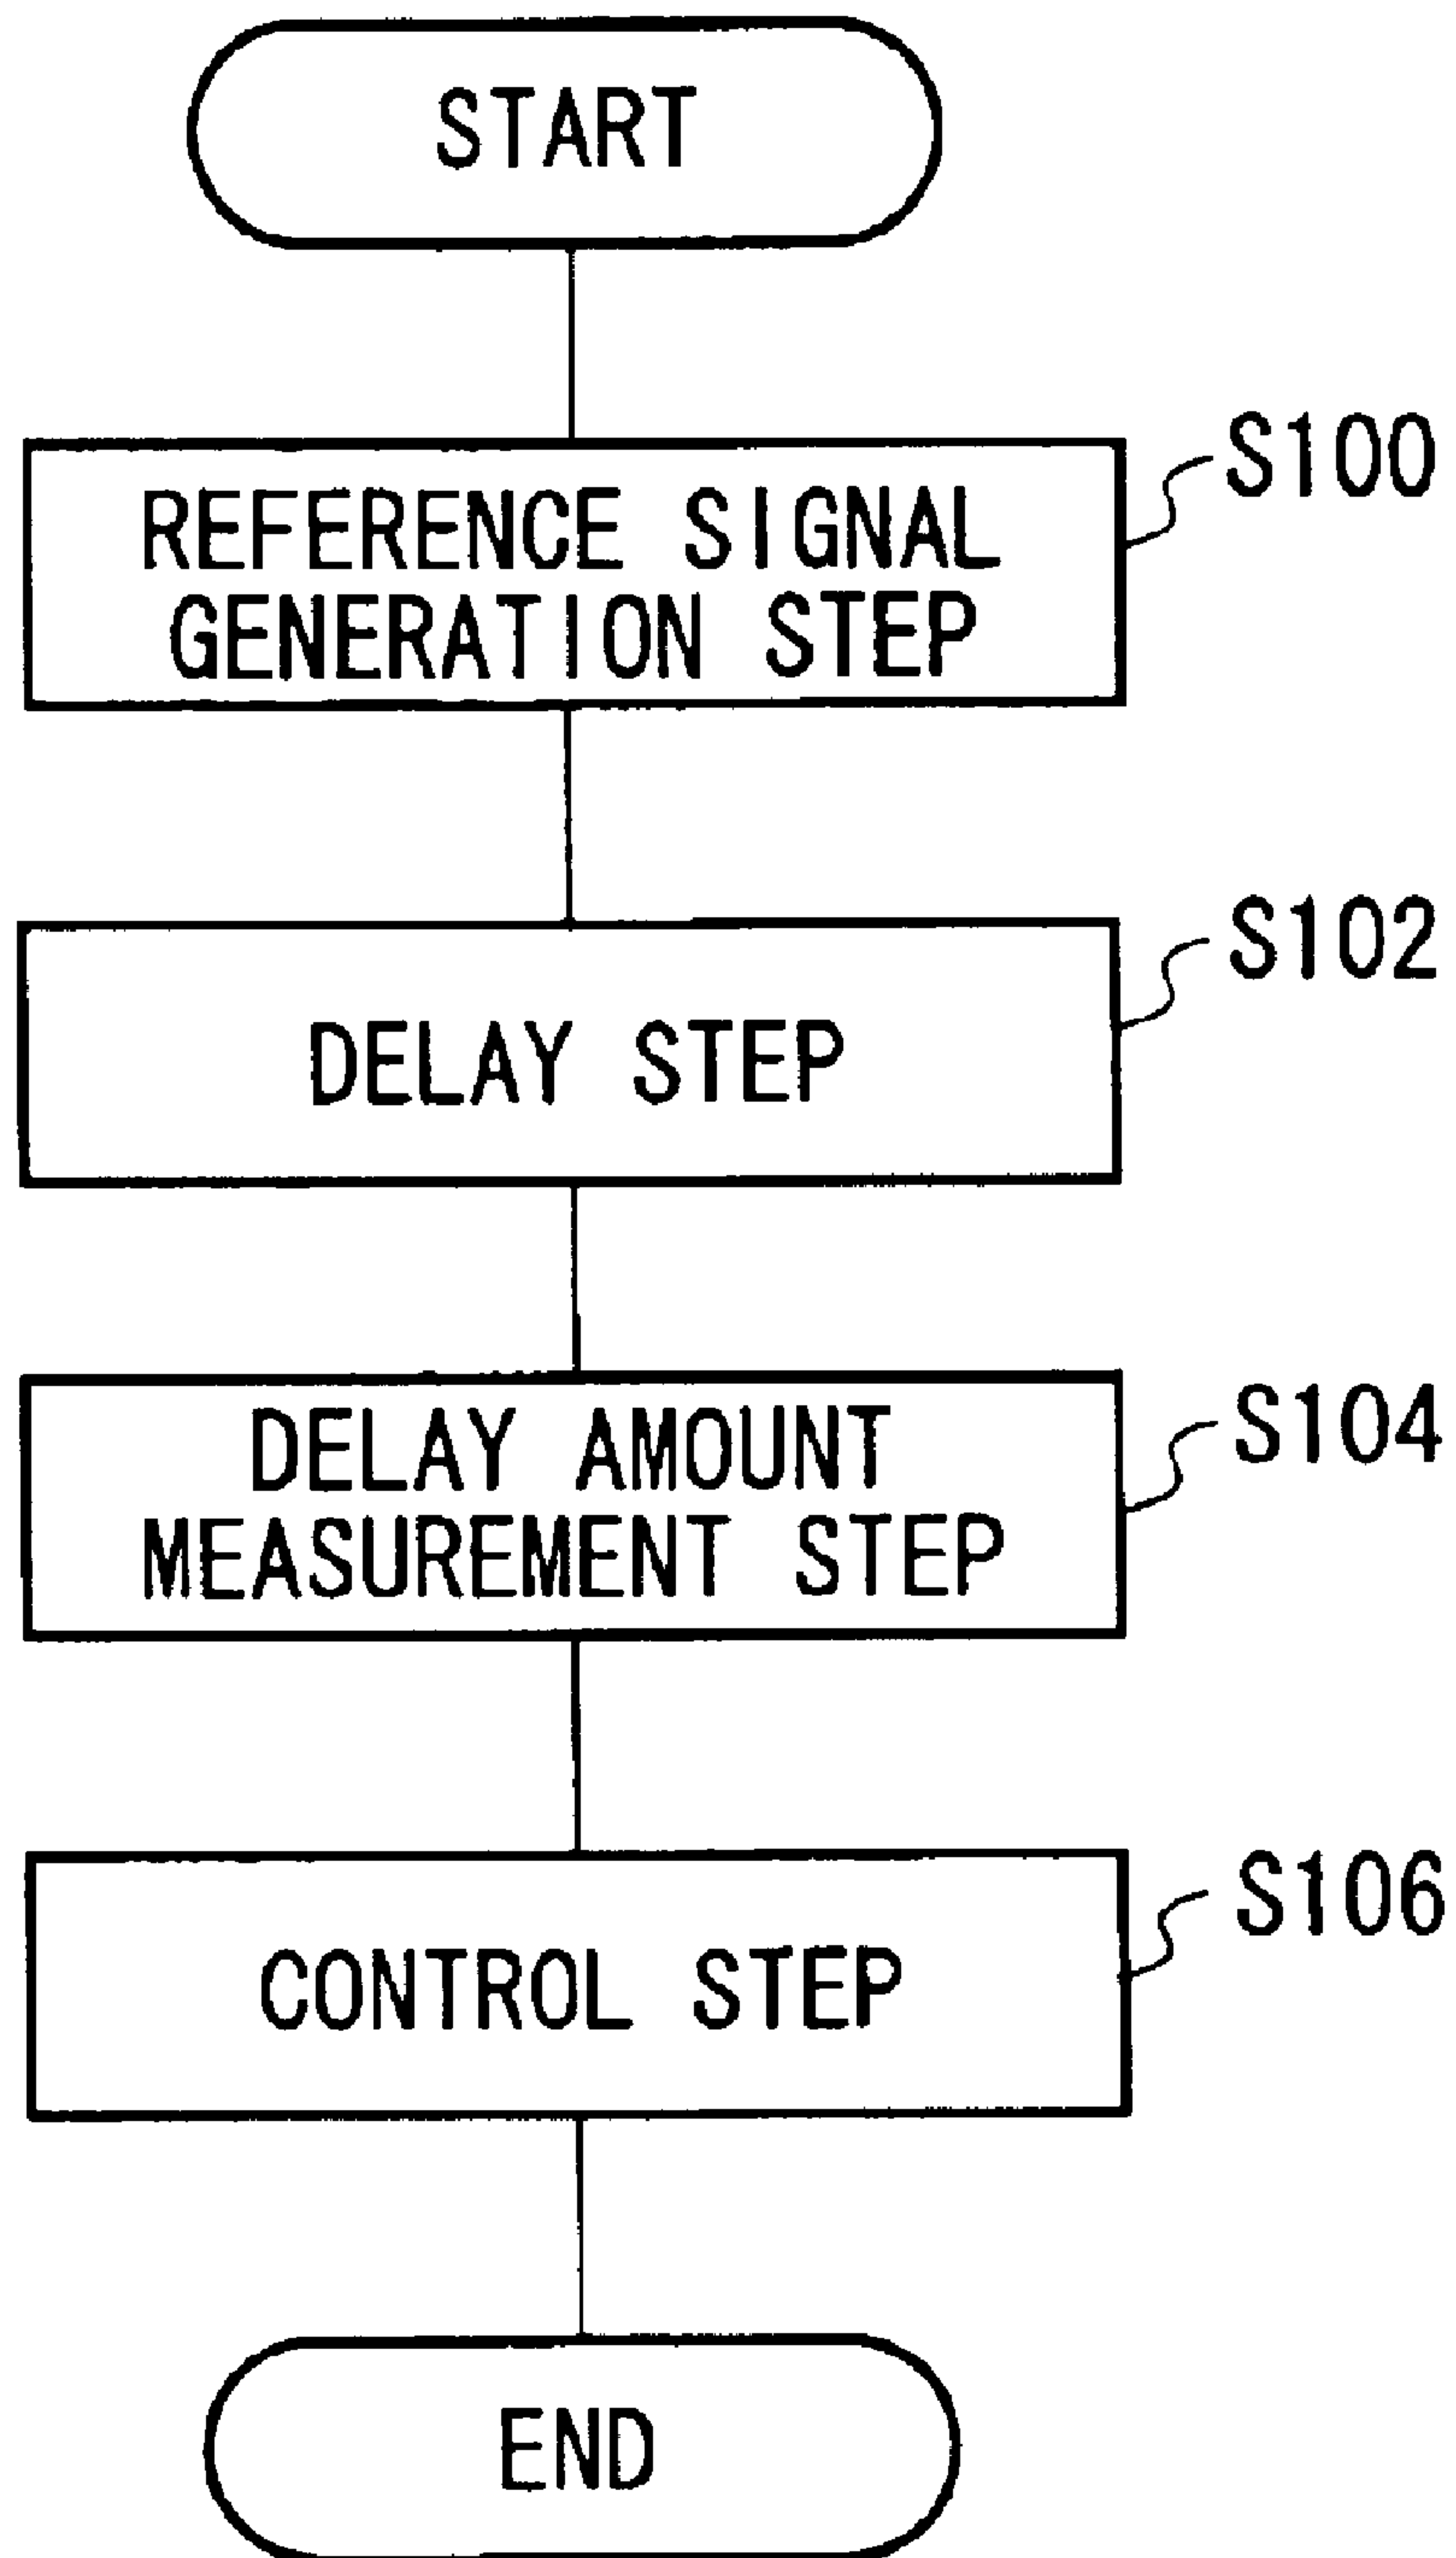 START
S100
REFERENCE SIGNAL
GENERATION STEP
S102
DELAY STEP
S104
DELAY AMOUNT
MEASUREMENT STEP
S106
CONTROL STEP
END